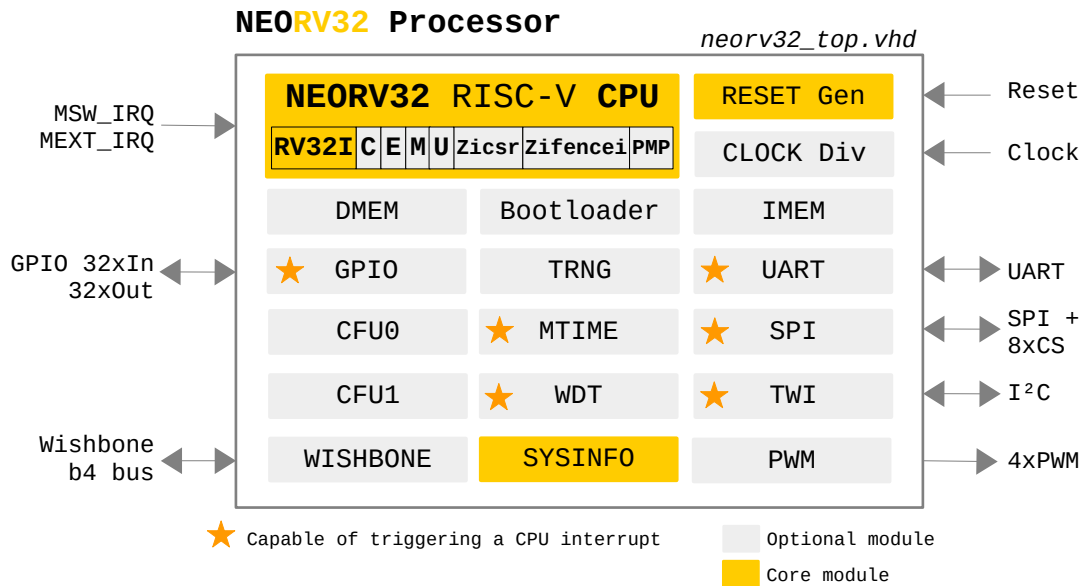 NEORV32 Processor
neorv32_top.vhd
NEORV32 RISC-V CPU
RV32I C E M U Zicsr Zifencei PMP
RESET Gen
CLOCK Div
DMEM
Bootloader
IMEM
GPIO
TRNG
UART
CFU0
MTIME
SPI
CFU1
WDT
TWI
WISHBONE
SYSINFO
PWM
MSW_IRQ
MEXT_IRQ
GPIO 32xIn
32xOut
Wishbone
b4 bus
Reset
Clock
UART
SPI +
8xCS
I²C
4xPWM
Capable of triggering a CPU interrupt
Optional module
Core module